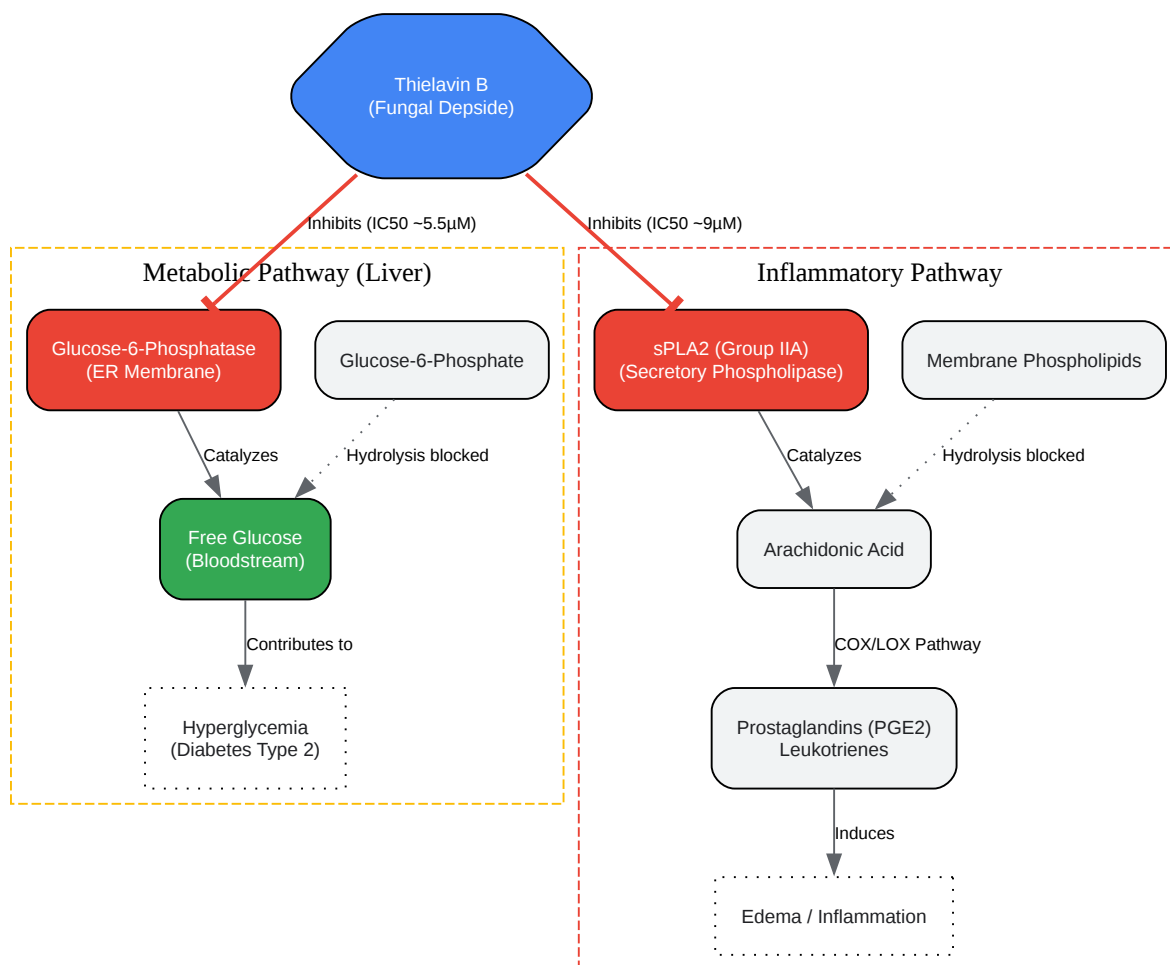 Thielavin B
(Fungal Depside)
Inhibits (IC50 ~5.5µM)
Inhibits (IC50 ~9µM)
Metabolic Pathway (Liver)
Glucose-6-Phosphatase
(ER Membrane)
Glucose-6-Phosphate
Catalyzes
Hydrolysis blocked
Free Glucose
(Bloodstream)
Contributes to
Hyperglycemia
(Diabetes Type 2)
Inflammatory Pathway
sPLA2 (Group IIA)
(Secretory Phospholipase)
Membrane Phospholipids
Catalyzes
Hydrolysis blocked
Arachidonic Acid
COX/LOX Pathway
Prostaglandins (PGE2)
Leukotrienes
Induces
Edema / Inflammation